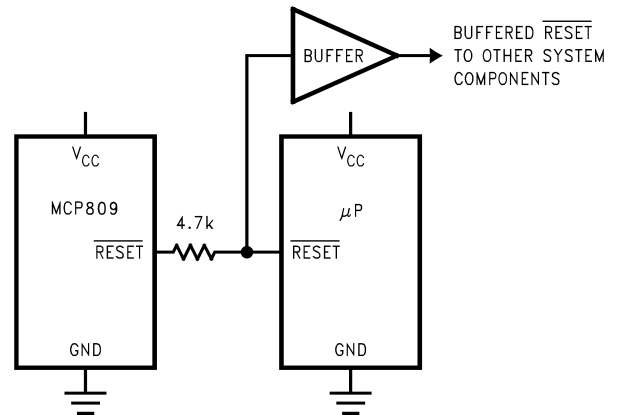 BUFFER
BUFFERED RESET
TO OTHER SYSTEM
COMPONENTS
VCC
MCP809
RESET
GND
4.7k
VCC
μP
RESET
GND